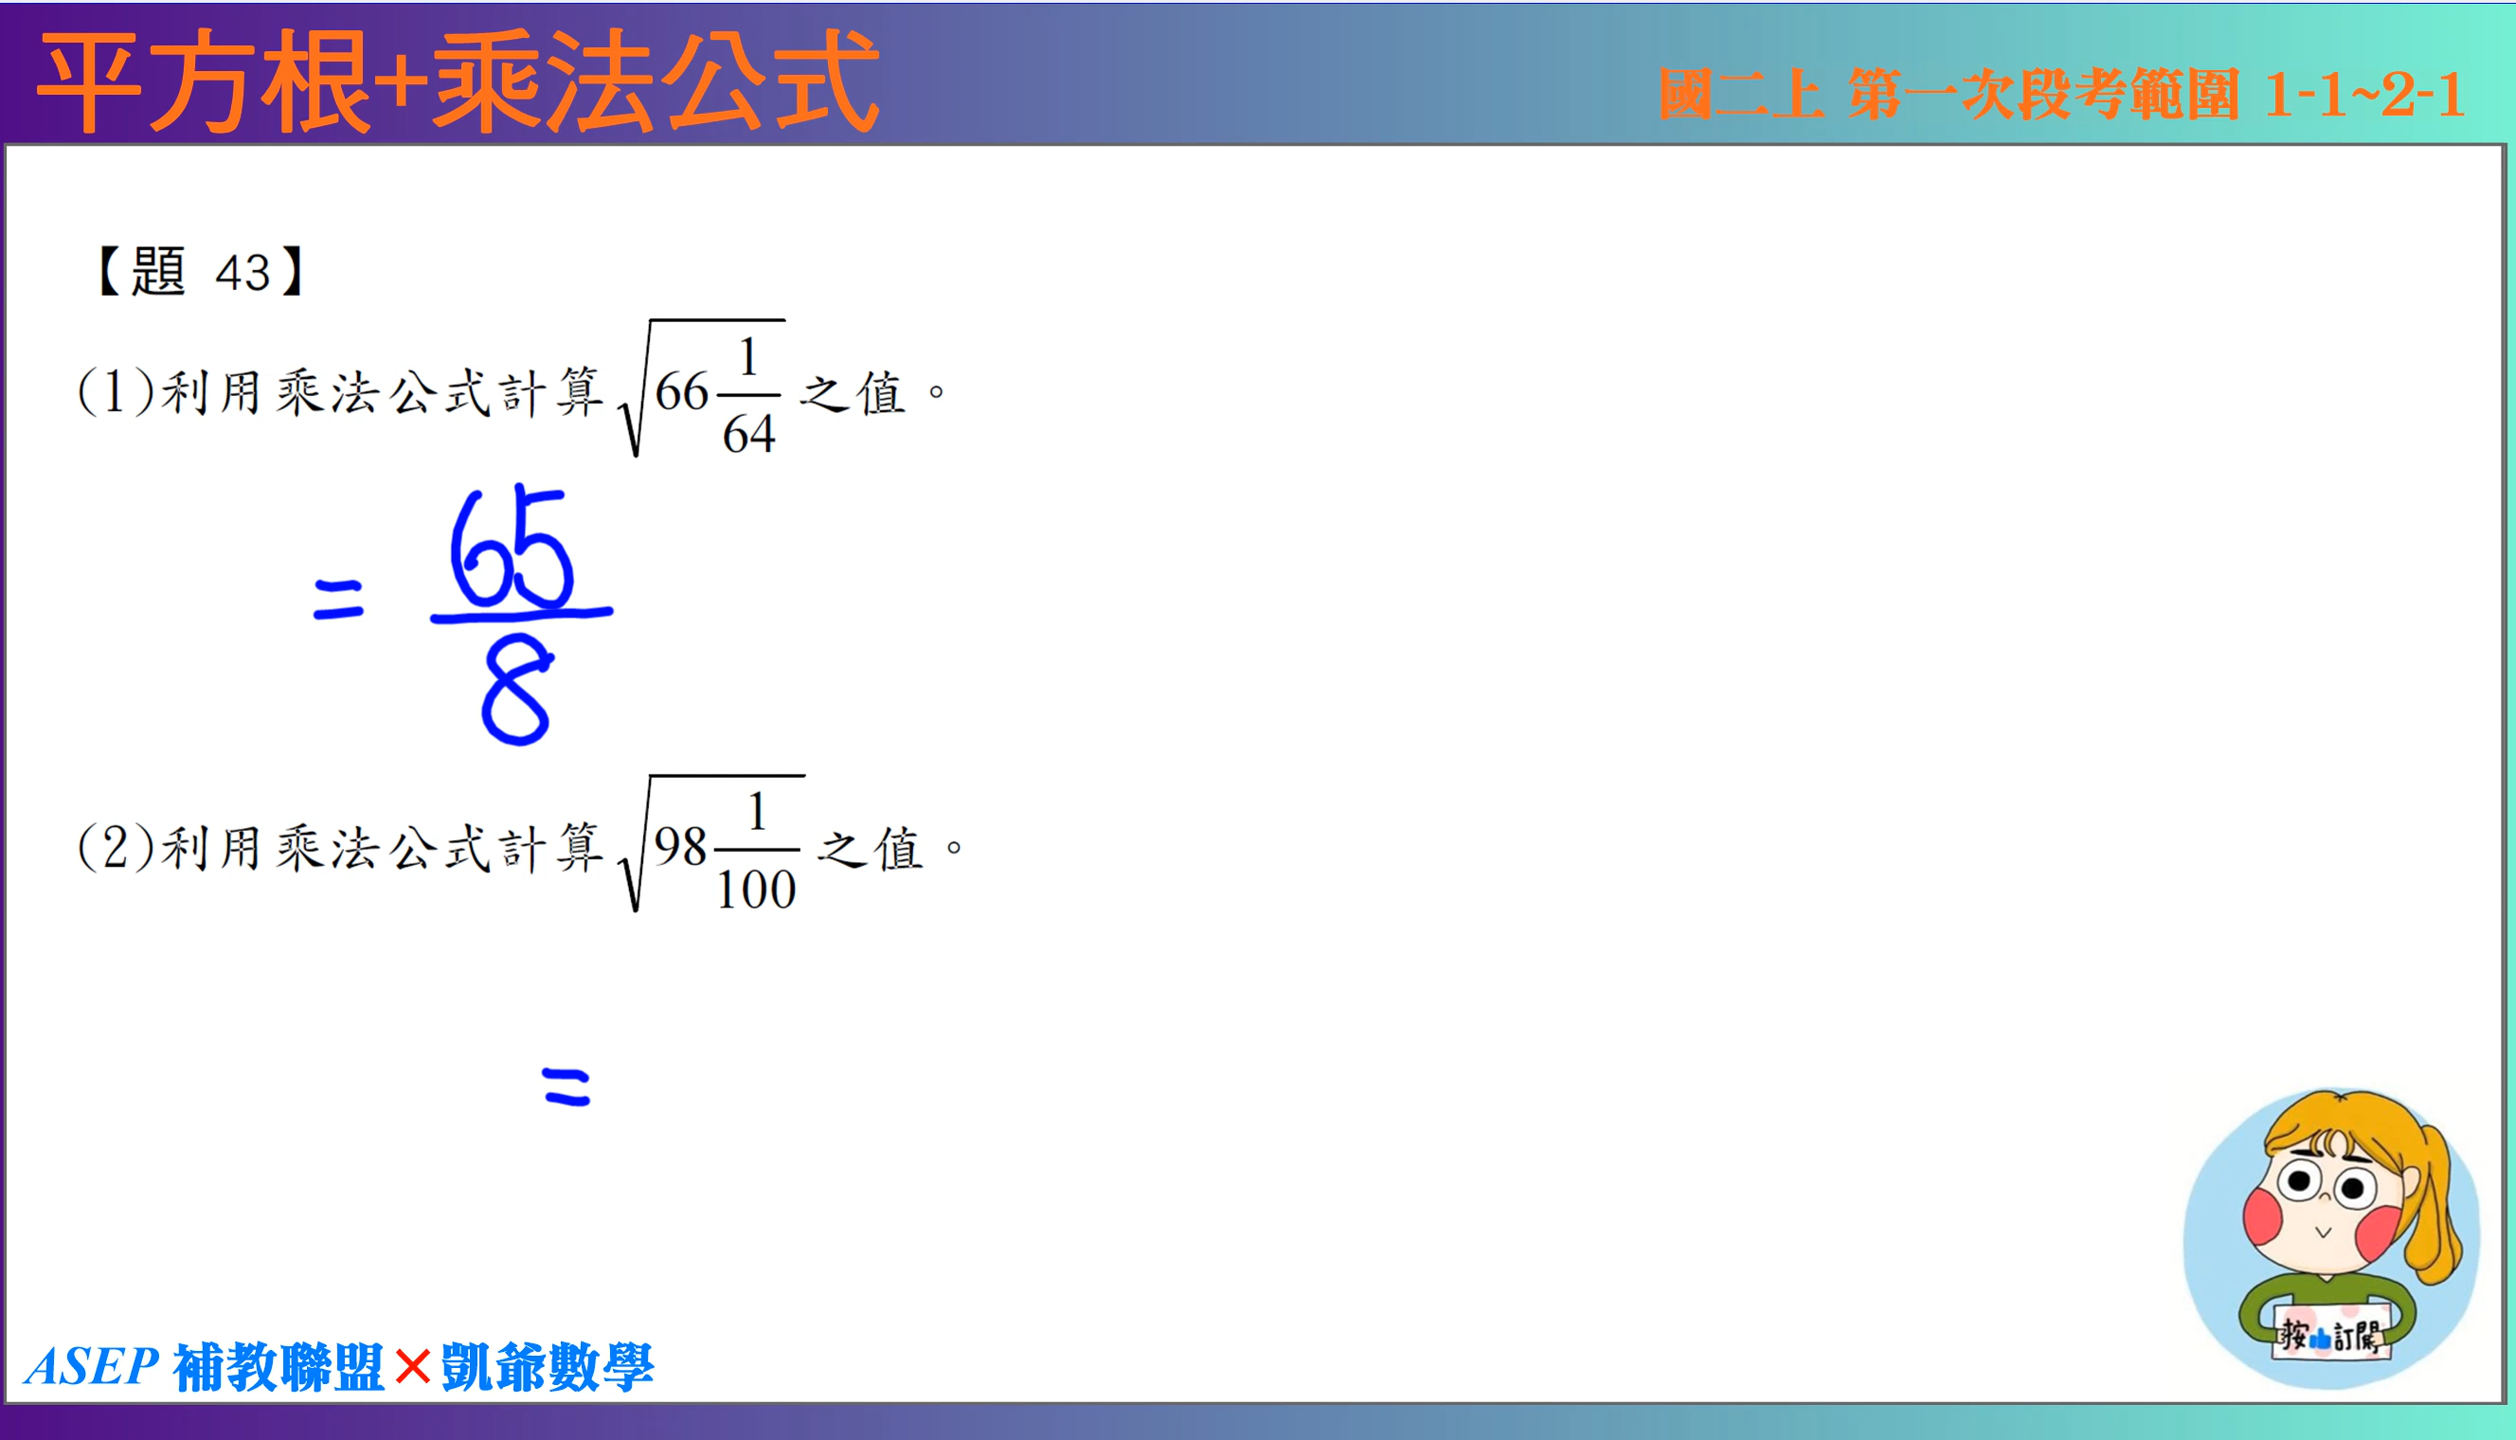 平方根+乘法公式
國二上 第一次段考範圍 1-1~2-1
【題 43】
(1)利用乘法公式計算√(66 1/64) 之值。
= 65/8
(2)利用乘法公式計算√(98 1/100) 之值。
=
按 訂閱
ASEP 補教聯盟×凱爺數學